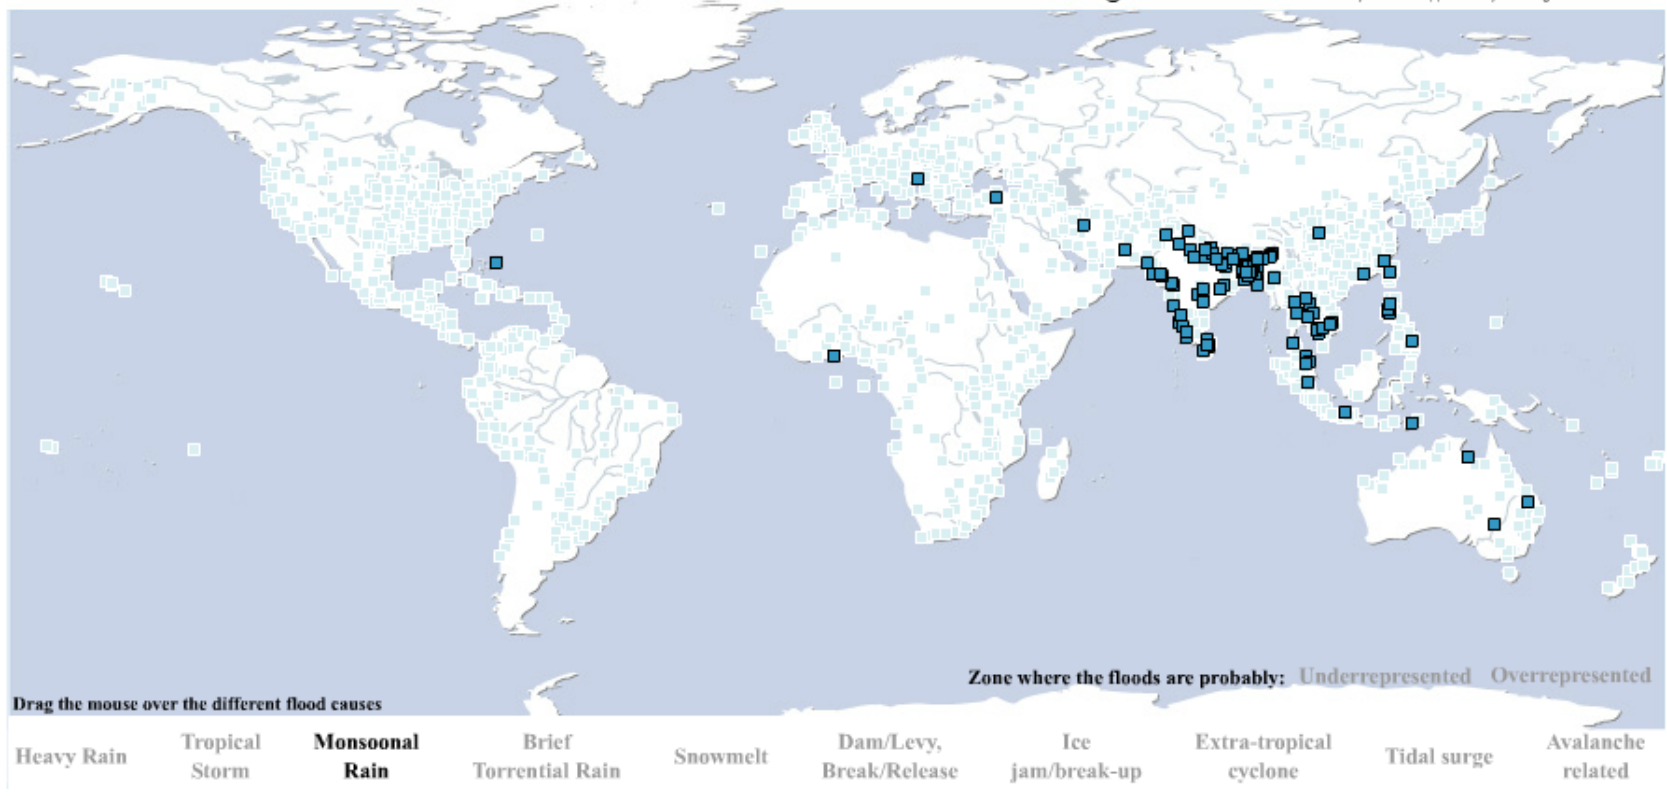 Zone where the floods are probably: Underrepresented Overrepresented
Drag the mouse over the different flood causes
Heavy Rain
Tropical
Storm
Monsoonal
Rain
Brief
Torrential Rain
Snowmelt
Dam/Levy,
Break/Release
Ice
jam/break-up
Extra-tropical
cyclone
Tidal surge
Avalanche
related